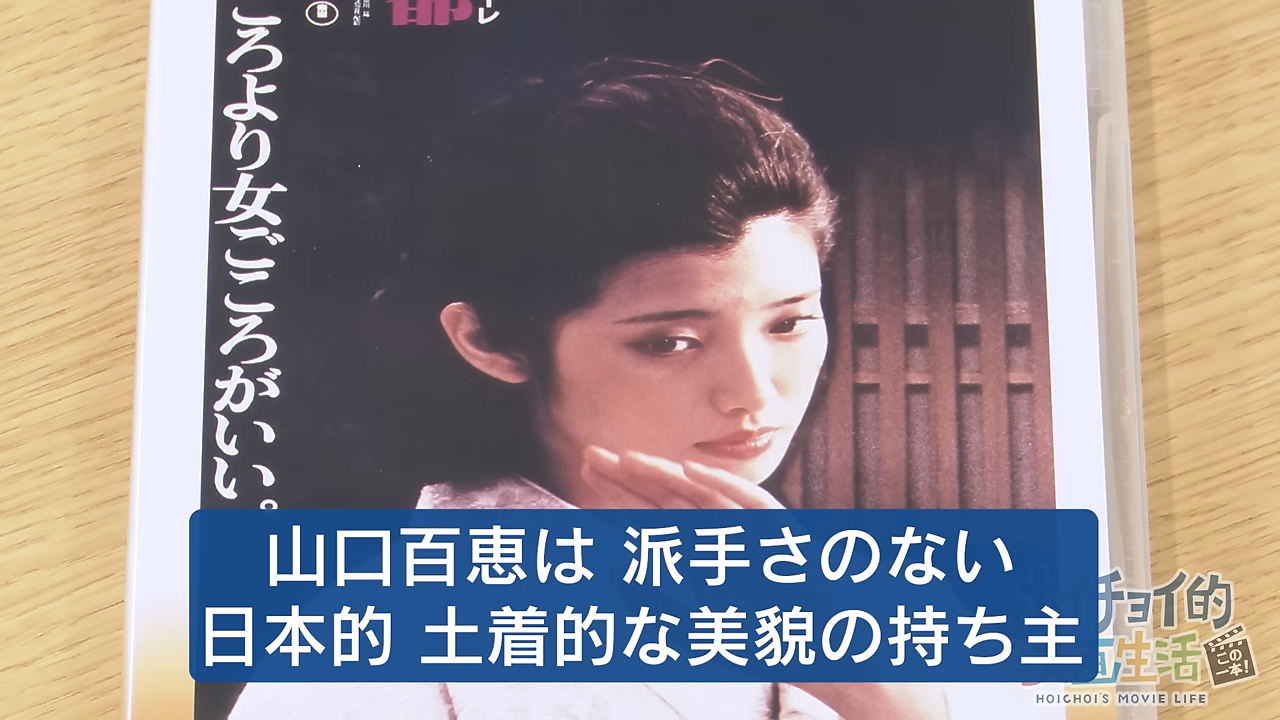 ころより女ごころがいい。
山口百恵は 派手さのない
日本的 土着的な美貌の持ち主
チョイ的
画生活
この
一本!
HOICHOI'S MOVIE LIFE